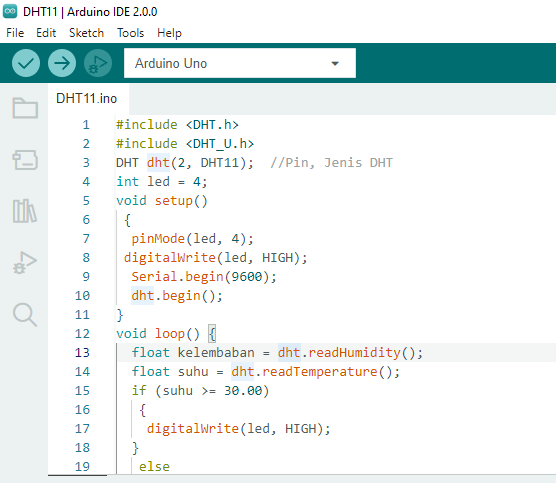 DHT11 | Arduino IDE 2.0.0
File Edit Sketch Tools Help
Arduino Uno
DHT11.ino
1 #include <DHT.h>
2 #include <DHT_U.h>
3 DHT dht(2, DHT11);  //Pin, Jenis DHT
4 int led = 4;
5 void setup()
6  {
7   pinMode(led, 4);
8  digitalWrite(led, HIGH);
9   Serial.begin(9600);
10   dht.begin();
11 }
12 void loop() {
13   float kelembaban = dht.readHumidity();
14   float suhu = dht.readTemperature();
15   if (suhu >= 30.00)
16    {
17     digitalWrite(led, HIGH);
18   }
19    else